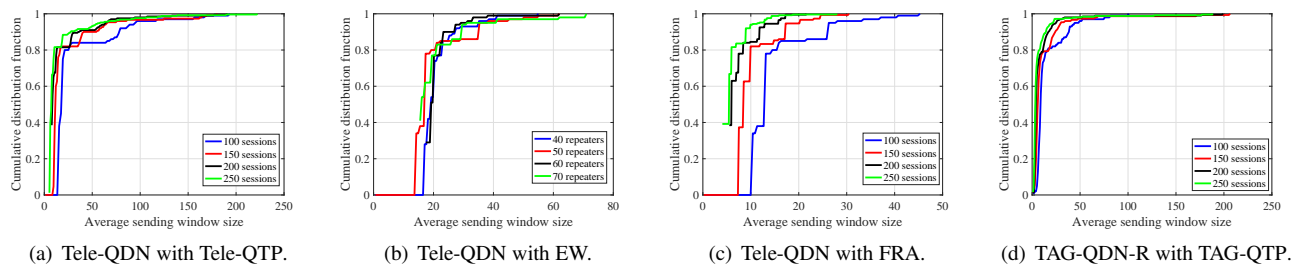 Cumulative distribution function
1
0.8
0.6
0.4
0.2
0
0 50 100 150 200 250
Average sending window size
100 sessions
150 sessions
200 sessions
250 sessions
(a) Tele-QDN with Tele-QTP.
Cumulative distribution function
1
0.8
0.6
0.4
0.2
0
0 20 40 60 80
Average sending window size
40 repeaters
50 repeaters
60 repeaters
70 repeaters
(b) Tele-QDN with EW.
Cumulative distribution function
1
0.8
0.6
0.4
0.2
0
0 10 20 30 40 50
Average sending window size
100 sessions
150 sessions
200 sessions
250 sessions
(c) Tele-QDN with FRA.
Cumulative distribution function
1
0.8
0.6
0.4
0.2
0
0 50 100 150 200 250
Average sending window size
100 sessions
150 sessions
200 sessions
250 sessions
(d) TAG-QDN-R with TAG-QTP.